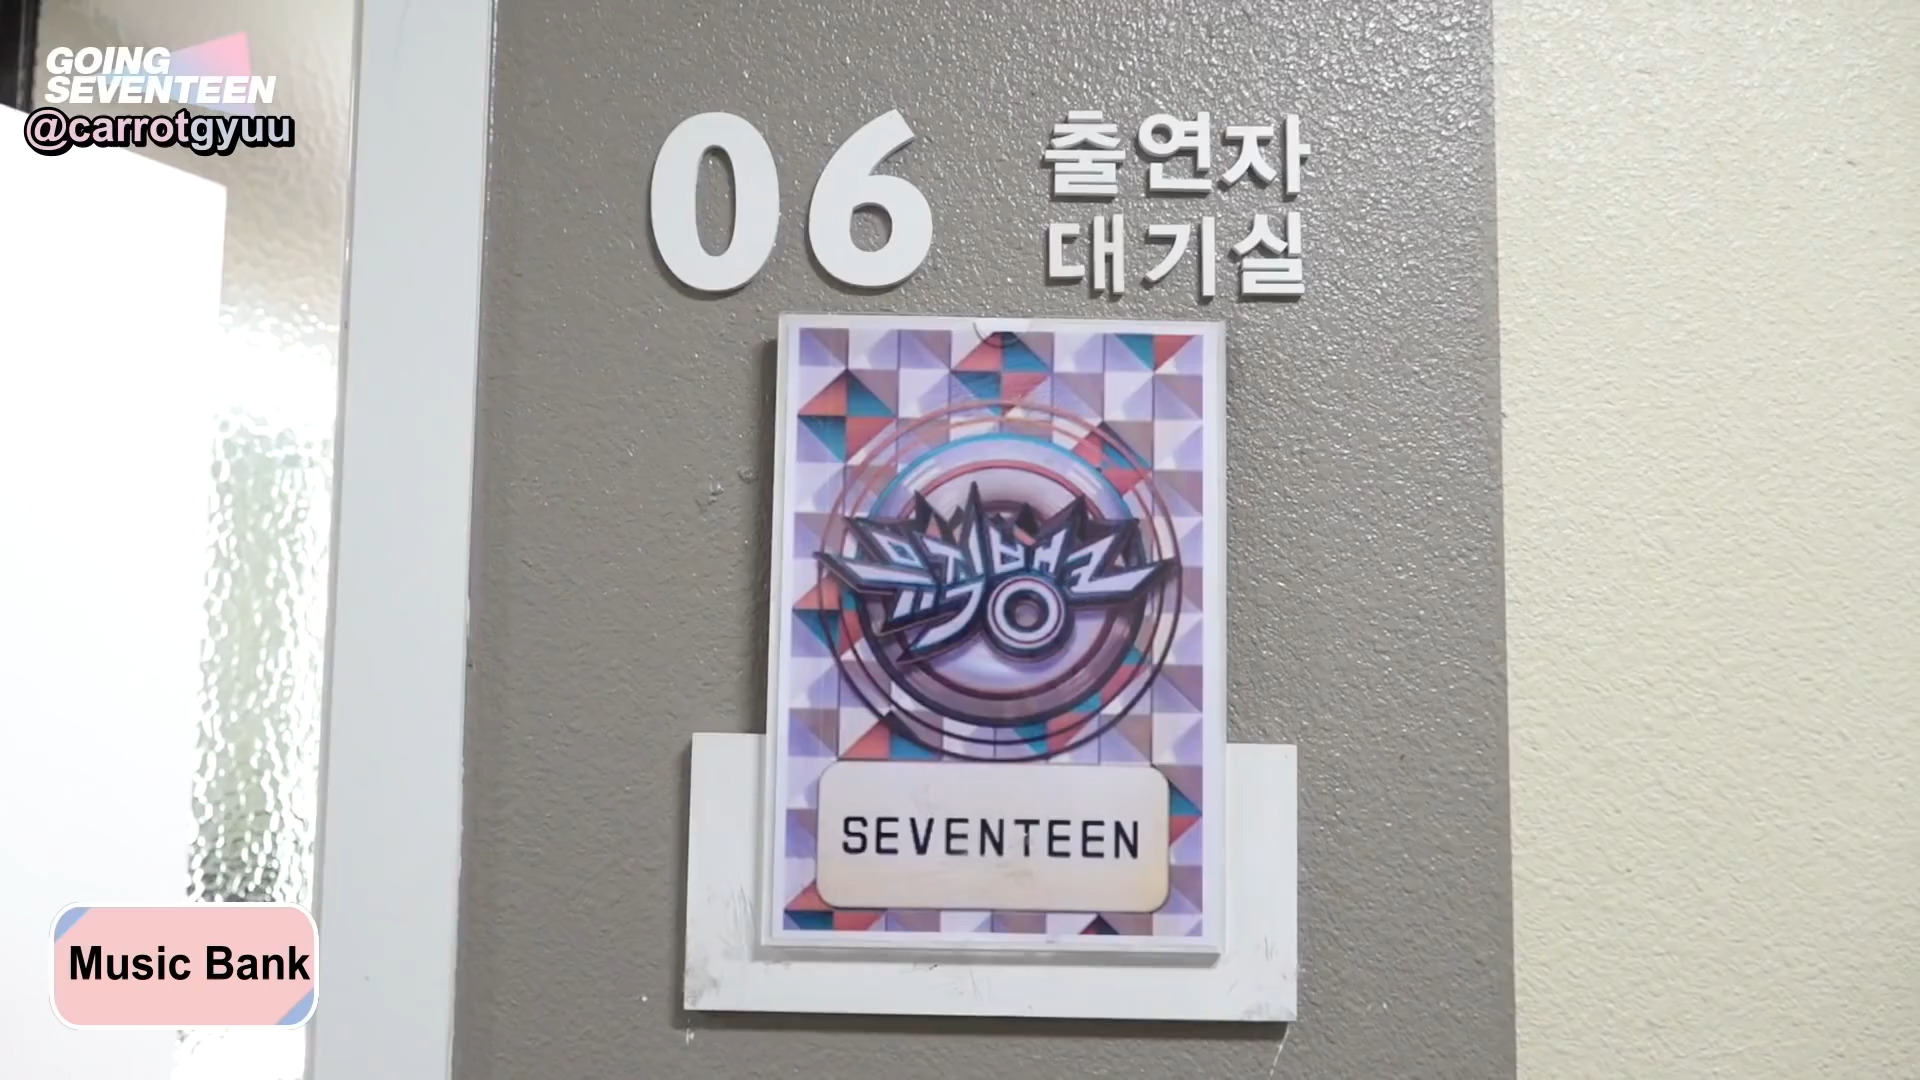 GOING
SEVENTEEN
@carrotgyuu
06
출연자
대기실
뮤직뱅크
SEVENTEEN
Music Bank